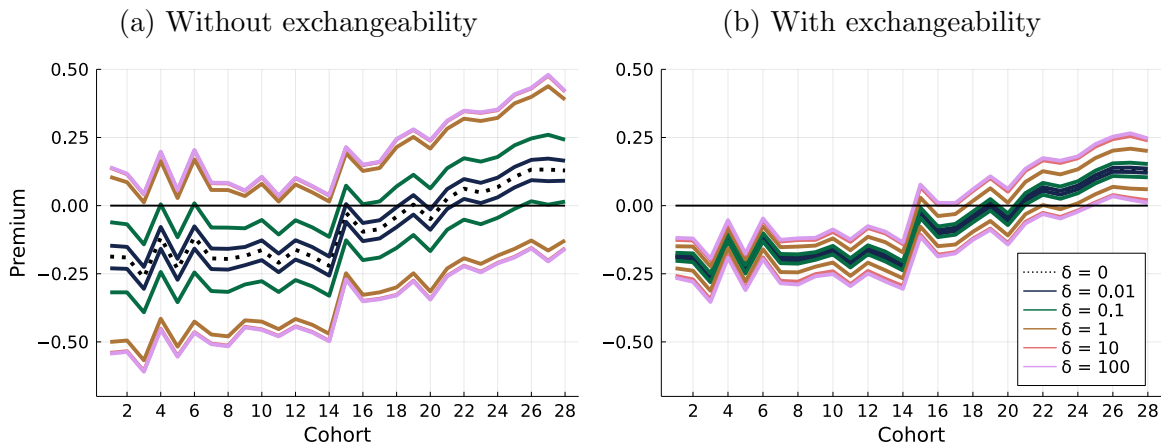 (a) Without exchangeability
(b) With exchangeability
Premium
0.50
0.25
0.00
−0.25
−0.50
2 4 6 8 10 12 14 16 18 20 22 24 26 28
Cohort
0.50
0.25
0.00
−0.25
−0.50
2 4 6 8 10 12 14 16 18 20 22 24 26 28
Cohort
δ = 0
δ = 0.01
δ = 0.1
δ = 1
δ = 10
δ = 100